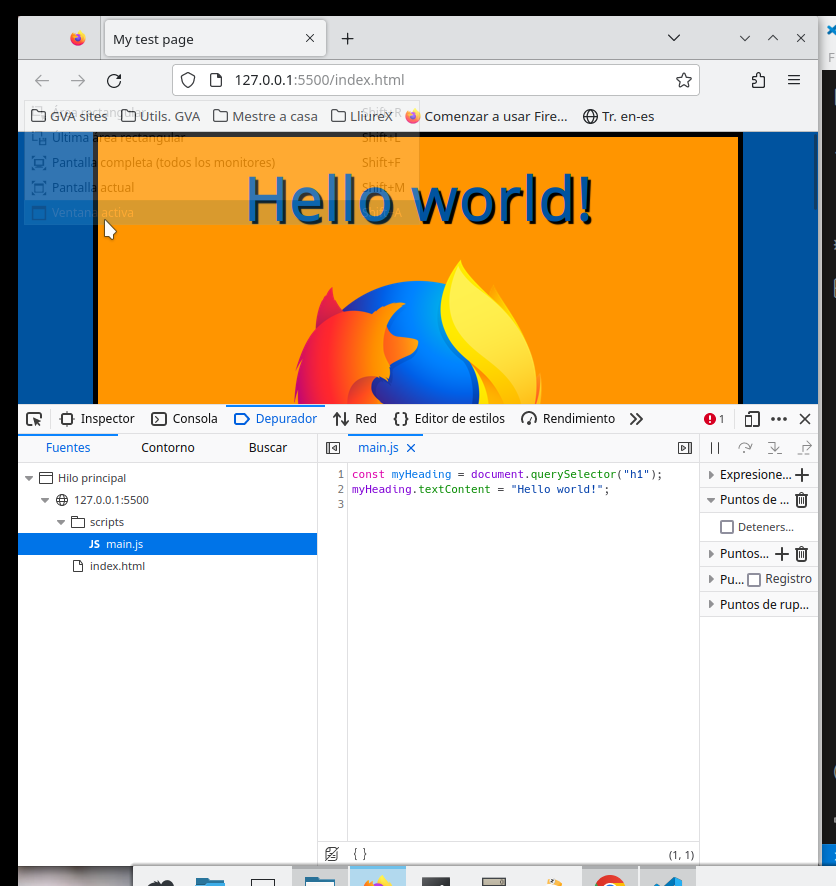 My test page
127.0.0.1:5500/index.html
GVA sites Utils. GVA Mestre a casa LliureX Comenzar a usar Fire... Tr. en-es
Área rectangular Shift+R
Última área rectangular Shift+L
Pantalla completa (todos los monitores) Shift+F
Pantalla actual Shift+M
Ventana activa Shift+A
Hello world!
Inspector Consola Depurador Red Editor de estilos Rendimiento 1
Fuentes Contorno Buscar main.js
Hilo principal
127.0.0.1:5500
scripts
JS main.js
index.html
1 const myHeading = document.querySelector("h1");
2 myHeading.textContent = "Hello world!";
3
Expresione...
Puntos de ...
Deteners...
Puntos...
Pu... Registro
Puntos de rup...
{ } (1, 1)
F